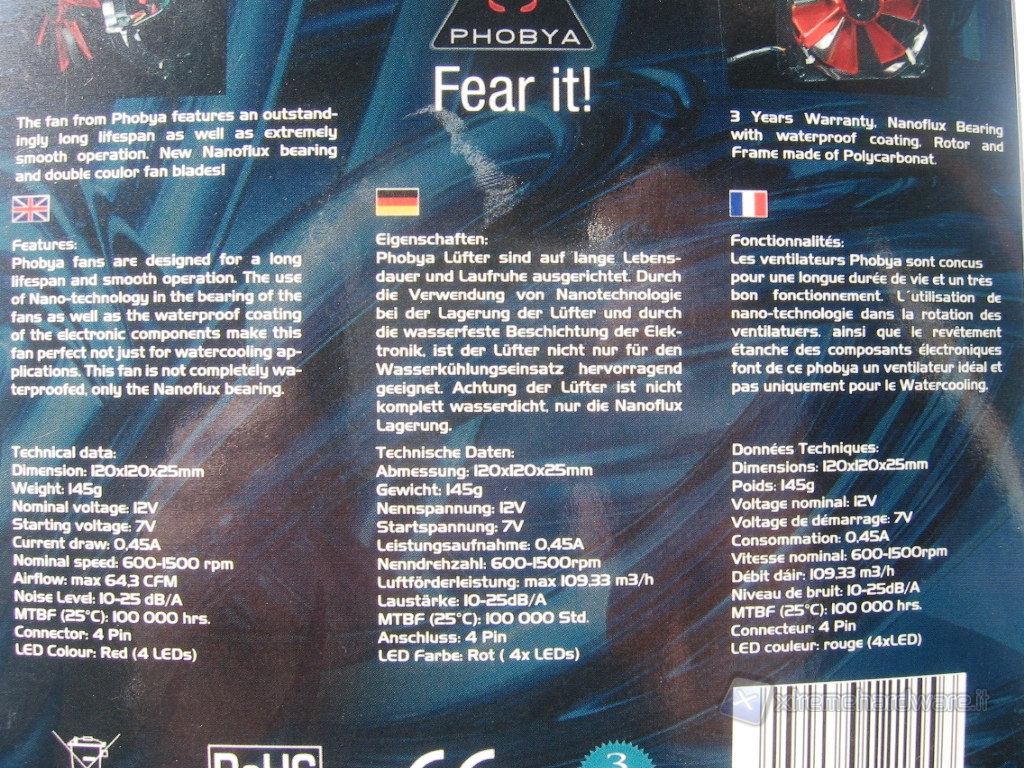 PHOBYA
Fear it!
The fan from Phobya features an outstand-
ingly long lifespan as well as extremely
smooth operation. New Nanoflux bearing
and double coulor fan blades!
3 Years Warranty, Nanoflux Bearing
with waterproof coating. Rotor and
Frame made of Polycarbonat.
Features:
Phobya fans are designed for a long
lifespan and smooth operation. The use
of Nano-technology in the bearing of the
fans as well as the waterproof coating
of the electronic components make this
fan perfect not just for watercooling ap-
plications. This fan is not completely wa-
terproofed, only the Nanoflux bearing.
Technical data:
Dimension: 120x120x25mm
Weight: 145g
Nominal voltage: 12V
Starting voltage: 7V
Current draw: 0,45A
Nominal speed: 600-1500 rpm
Airflow: max 64,3 CFM
Noise Level: 10-25 dB/A
MTBF (25°C): 100 000 hrs.
Connector: 4 Pin
LED Colour: Red (4 LEDs)
Eigenschaften:
Phobya Lüfter sind auf lange Lebens-
dauer und Laufruhe ausgerichtet. Durch
die Verwendung von Nanotechnologie
bei der Lagerung der Lüfter und durch
die wasserfeste Beschichtung der Elek-
tronik, ist der Lüfter nicht nur für den
Wasserkühlungseinsatz hervorragend
geeignet. Achtung der Lüfter ist nicht
komplett wasserdicht, nur die Nanoflux
Lagerung.
Technische Daten:
Abmessung: 120x120x25mm
Gewicht: 145g
Nennspannung: 12V
Startspannung: 7V
Leistungsaufnahme: 0,45A
Nenndrehzahl: 600-1500rpm
Luftförderleistung: max 109,33 m3/h
Laustärke: 10-25dB/A
MTBF (25°C): 100 000 Std.
Anschluss: 4 Pin
LED Farbe: Rot ( 4x LEDs)
Fonctionnalités:
Les ventilateurs Phobya sont concus
pour une longue durée de vie et un très
bon fonctionnement. L´utilisation de
nano-technologie dans la rotation des
ventilatuers, ainsi que le revêtement
étanche des composants électroniques
font de ce phobya un ventilateur idéal et
pas uniquement pour le Watercooling.
Données Techniques:
Dimensions: 120x120x25mm
Poids: 145g
Voltage nominal: 12V
Voltage de démarrage: 7V
Consommation: 0,45A
Vitesse nominal: 600-1500rpm
Débit dáir: 109,33 m3/h
Niveau de bruit: 10-25dB/A
MTBF (25°C): 100 000 hrs.
Connecteur: 4 Pin
LED couleur: rouge (4xLED)
xtremehardware.it
RoHS
CE
3